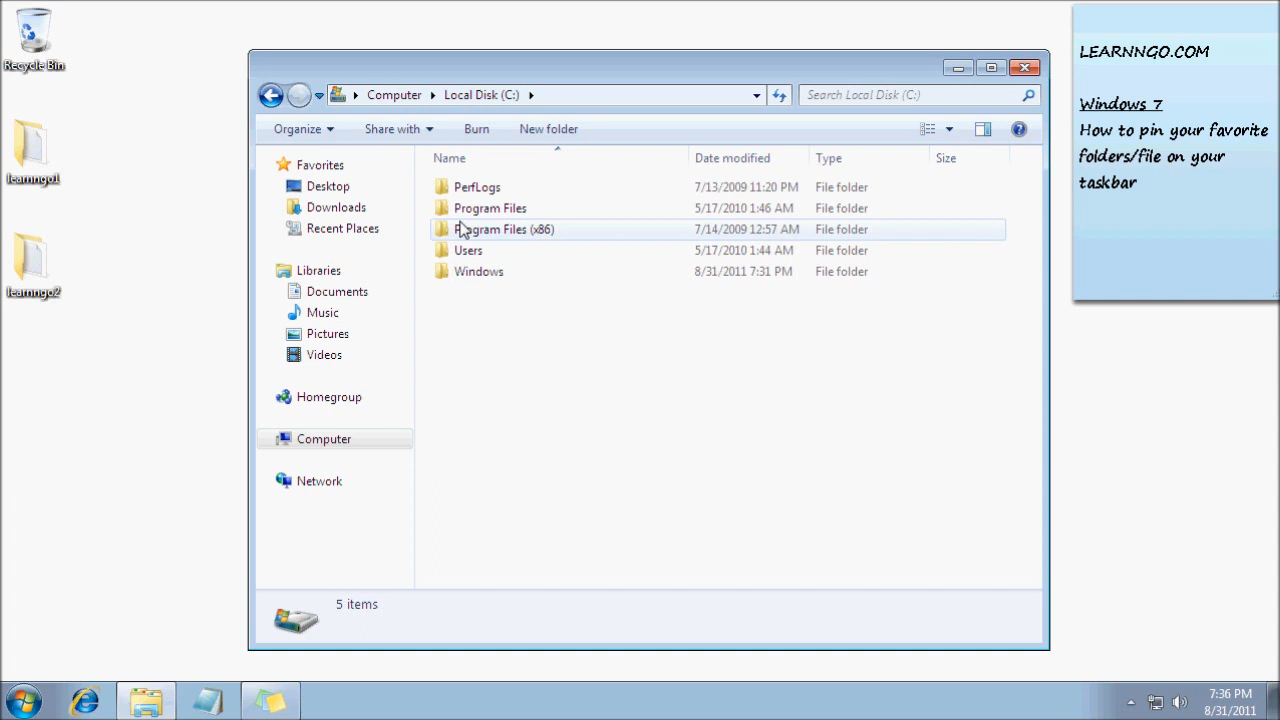 Recycle Bin
learnngo1
learnngo2
Computer Local Disk (C:)
Search Local Disk (C:)
Organize Share with Burn New folder
Favorites
Desktop
Downloads
Recent Places
Libraries
Documents
Music
Pictures
Videos
Homegroup
Computer
Network
Name Date modified Type Size
PerfLogs 7/13/2009 11:20 PM File folder
Program Files 5/17/2010 1:46 AM File folder
Program Files (x86) 7/14/2009 12:57 AM File folder
Users 5/17/2010 1:44 AM File folder
Windows 8/31/2011 7:31 PM File folder
5 items
LEARNNGO.COM
Windows 7
How to pin your favorite
folders/file on your
taskbar
7:36 PM
8/31/2011